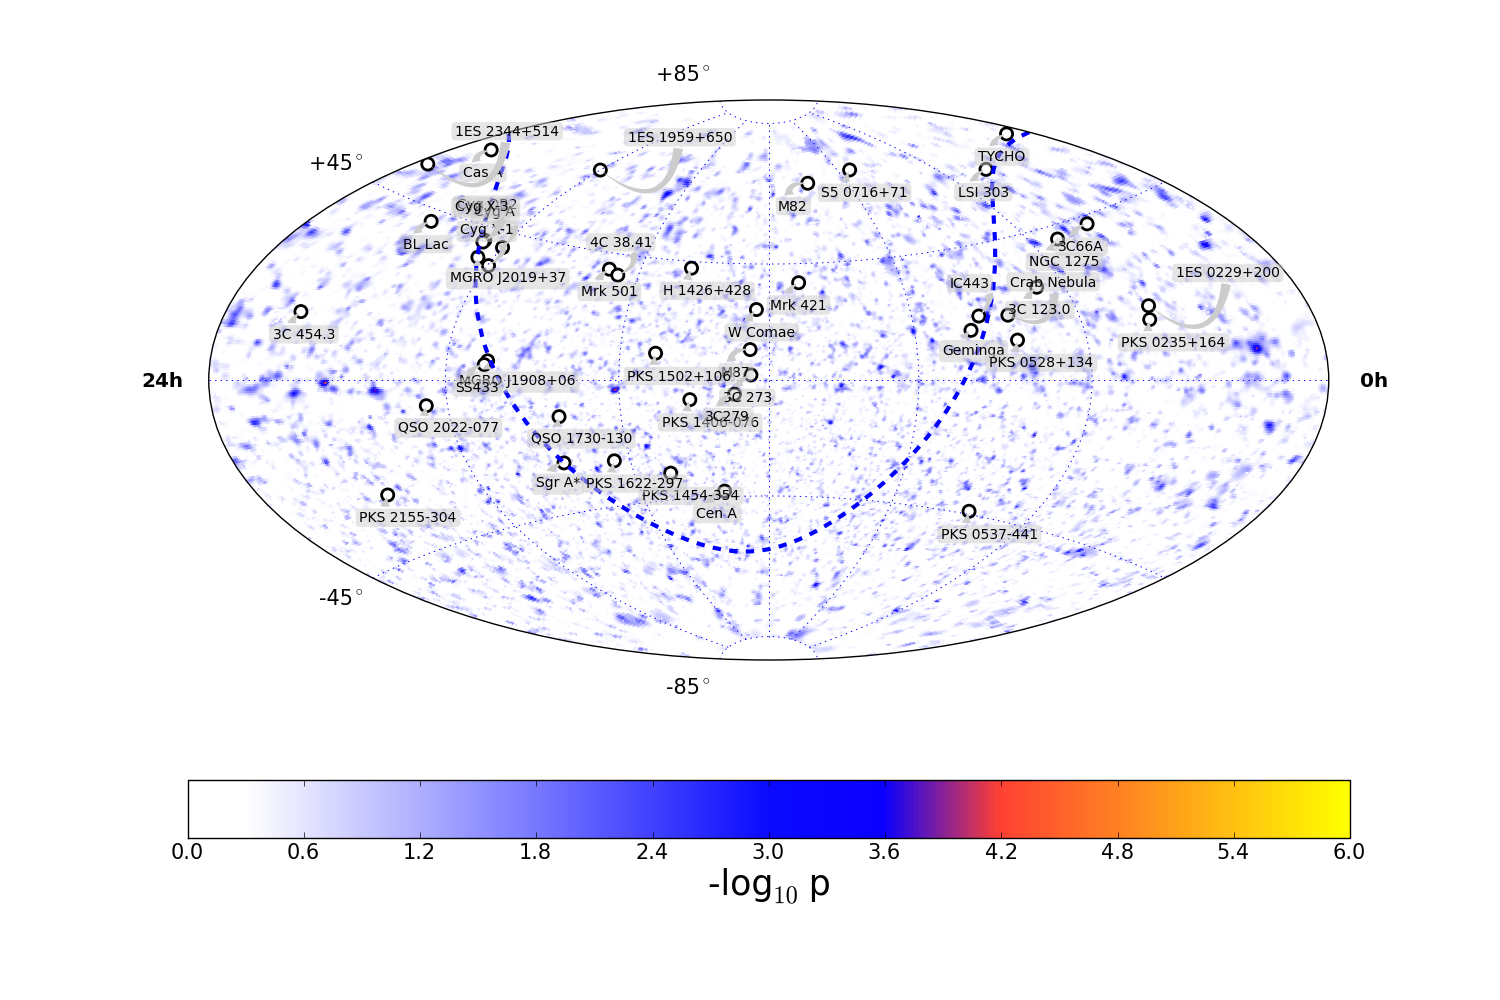 +85°
1ES 2344+514
1ES 1959+650
+45°
TYCHO
Cas A
S5 0716+71
LSI 303
M82
Cyg A
BL Lac
4C 38.41
3C66A
NGC 1275
MGRO J2019+37
Mrk 501
H 1426+428
IC443
Crab Nebula
1ES 0229+200
Mrk 421
3C 123.0
3C 454.3
W Comae
PKS 0235+164
Geminga
PKS 0528+134
24h
MGRO J1908+06
SS433
PKS 1502+106
M87
3C 273
0h
QSO 2022-077
3C279
PKS 1406-076
QSO 1730-130
Sgr A*
PKS 1622-297
PKS 1454-354
Cen A
PKS 2155-304
PKS 0537-441
-45°
-85°
0.0 0.6 1.2 1.8 2.4 3.0 3.6 4.2 4.8 5.4 6.0
-log10 p